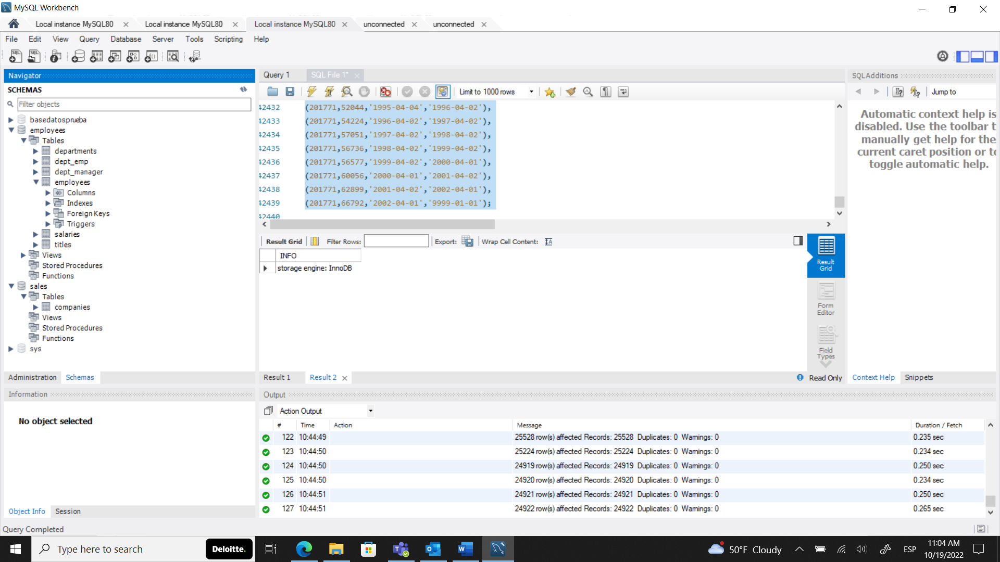 MySQL Workbench
Local instance MySQL80
Local instance MySQL80
Local instance MySQL80
unconnected
unconnected
File Edit View Query Database Server Tools Scripting Help
Navigator
SCHEMAS
Filter objects
basedatosprueba
employees
Tables
departments
dept_emp
dept_manager
employees
Columns
Indexes
Foreign Keys
Triggers
salaries
titles
Views
Stored Procedures
Functions
sales
Tables
companies
Views
Stored Procedures
Functions
sys
Administration Schemas
Information
No object selected
Object Info Session
Query Completed
Query 1 SQL File 1*
Limit to 1000 rows
42432 (201771,52044,'1995-04-04','1996-04-02'),
42433 (201771,54224,'1996-04-02','1997-04-02'),
42434 (201771,57051,'1997-04-02','1998-04-02'),
42435 (201771,56736,'1998-04-02','1999-04-02'),
42436 (201771,56577,'1999-04-02','2000-04-01'),
42437 (201771,60056,'2000-04-01','2001-04-02'),
42438 (201771,62899,'2001-04-02','2002-04-01'),
42439 (201771,66792,'2002-04-01','9999-01-01');
42440
Result Grid Filter Rows: Export: Wrap Cell Content:
INFO
storage engine: InnoDB
Result Grid
Form Editor
Field Types
Result 1 Result 2
Read Only
SQLAdditions
Jump to
Automatic context help is
disabled. Use the toolbar t
manually get help for the
current caret position or to
toggle automatic help.
Context Help Snippets
Output
Action Output
# Time Action Message Duration / Fetch
122 10:44:49 25528 row(s) affected Records: 25528 Duplicates: 0 Warnings: 0 0.235 sec
123 10:44:50 25224 row(s) affected Records: 25224 Duplicates: 0 Warnings: 0 0.234 sec
124 10:44:50 24919 row(s) affected Records: 24919 Duplicates: 0 Warnings: 0 0.250 sec
125 10:44:50 24920 row(s) affected Records: 24920 Duplicates: 0 Warnings: 0 0.234 sec
126 10:44:51 24921 row(s) affected Records: 24921 Duplicates: 0 Warnings: 0 0.250 sec
127 10:44:51 24922 row(s) affected Records: 24922 Duplicates: 0 Warnings: 0 0.265 sec
Type here to search
Deloitte.
50°F Cloudy
ESP
11:04 AM
10/19/2022